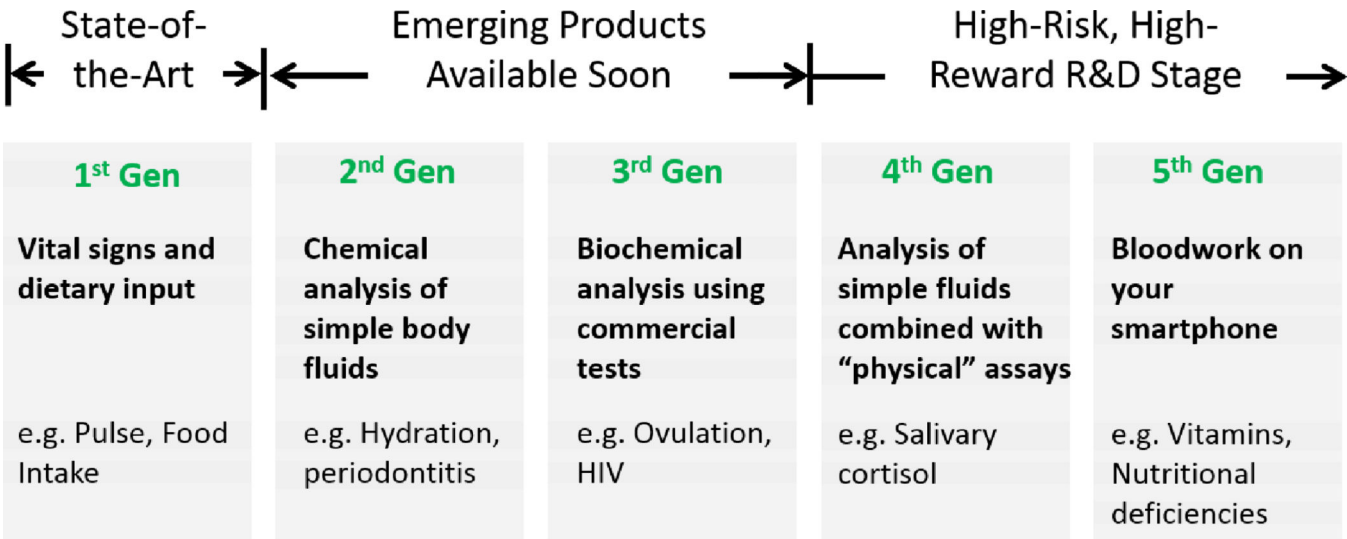 State-of-
the-Art
Emerging Products
Available Soon
High-Risk, High-
Reward R&D Stage
1st Gen
Vital signs and
dietary input
e.g. Pulse, Food
Intake
2nd Gen
Chemical
analysis of
simple body
fluids
e.g. Hydration,
periodontitis
3rd Gen
Biochemical
analysis using
commercial
tests
e.g. Ovulation,
HIV
4th Gen
Analysis of
simple fluids
combined with
“physical” assays
e.g. Salivary
cortisol
5th Gen
Bloodwork on
your
smartphone
e.g. Vitamins,
Nutritional
deficiencies